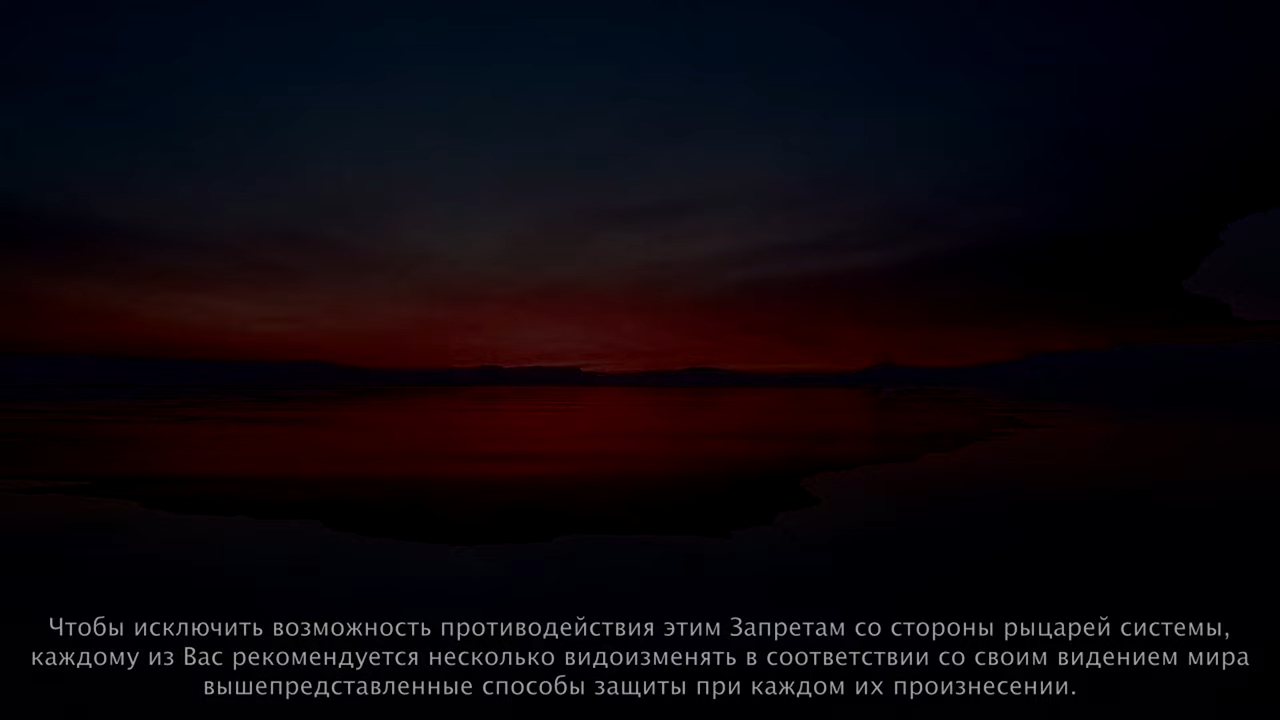 Чтобы исключить возможность противодействия этим Запретам со стороны рыцарей системы,
каждому из Вас рекомендуется несколько видоизменять в соответствии со своим видением мира
вышепредставленные способы защиты при каждом их произнесении.